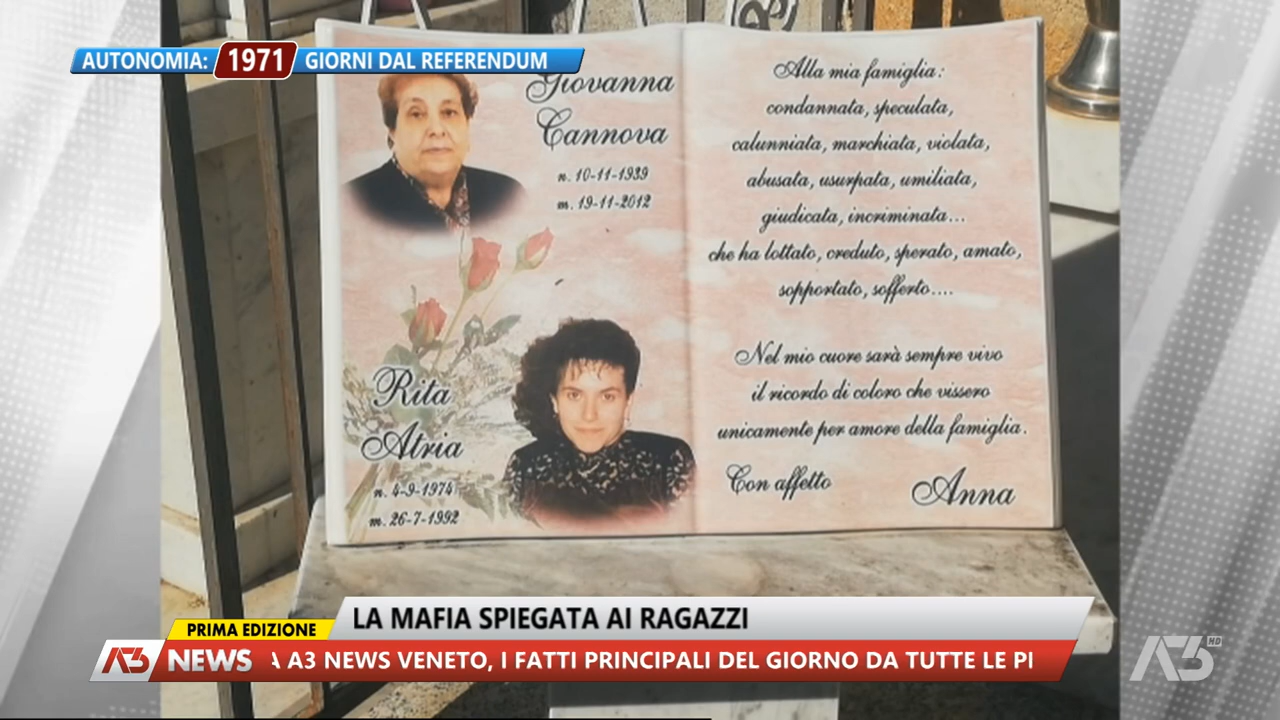 AUTONOMIA: 1971 GIORNI DAL REFERENDUM
Giovanna
Cannova
n. 10-11-1939
m. 19-11-2012
Rita
Atria
n. 4-9-1974
m. 26-7-1992
Alla mia famiglia:
condannata, speculata,
calunniata, marchiata, violata,
abusata, usurpata, umiliata,
giudicata, incriminata...
che ha lottato, creduto, sperato, amato,
sopportato, sofferto....
Nel mio cuore sarà sempre vivo
il ricordo di coloro che vissero
unicamente per amore della famiglia.
Con affetto
Anna
LA MAFIA SPIEGATA AI RAGAZZI
PRIMA EDIZIONE
A3 NEWS
A A3 NEWS VENETO, I FATTI PRINCIPALI DEL GIORNO DA TUTTE LE
A3 HD